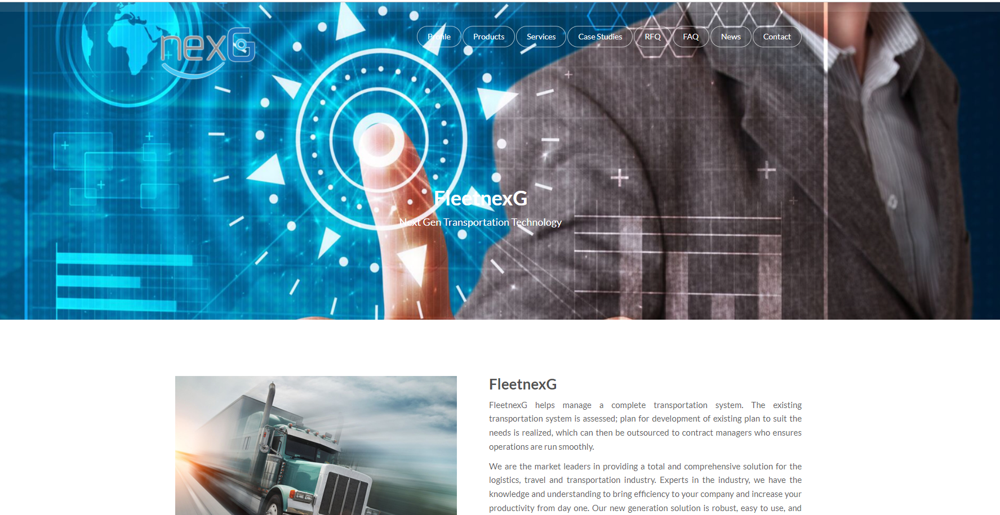 nexG
Profile
Products
Services
Case Studies
RFQ
FAQ
News
Contact
FleetnexG
Next Gen Transportation Technology
FleetnexG
FleetnexG helps manage a complete transportation system. The existing
transportation system is assessed; plan for development of existing plan to suit the
needs is realized, which can then be outsourced to contract managers who ensures
operations are run smoothly.
We are the market leaders in providing a total and comprehensive solution for the
logistics, travel and transportation industry. Experts in the industry, we have the
knowledge and understanding to bring efficiency to your company and increase your
productivity from day one. Our new generation solution is robust, easy to use, and